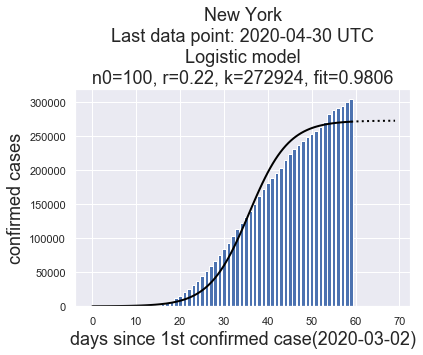 New York
Last data point: 2020-04-30 UTC
Logistic model
n0=100, r=0.22, k=272924, fit=0.9806
confirmed cases
300000
250000
200000
150000
100000
50000
0
0 10 20 30 40 50 60 70
days since 1st confirmed case(2020-03-02)